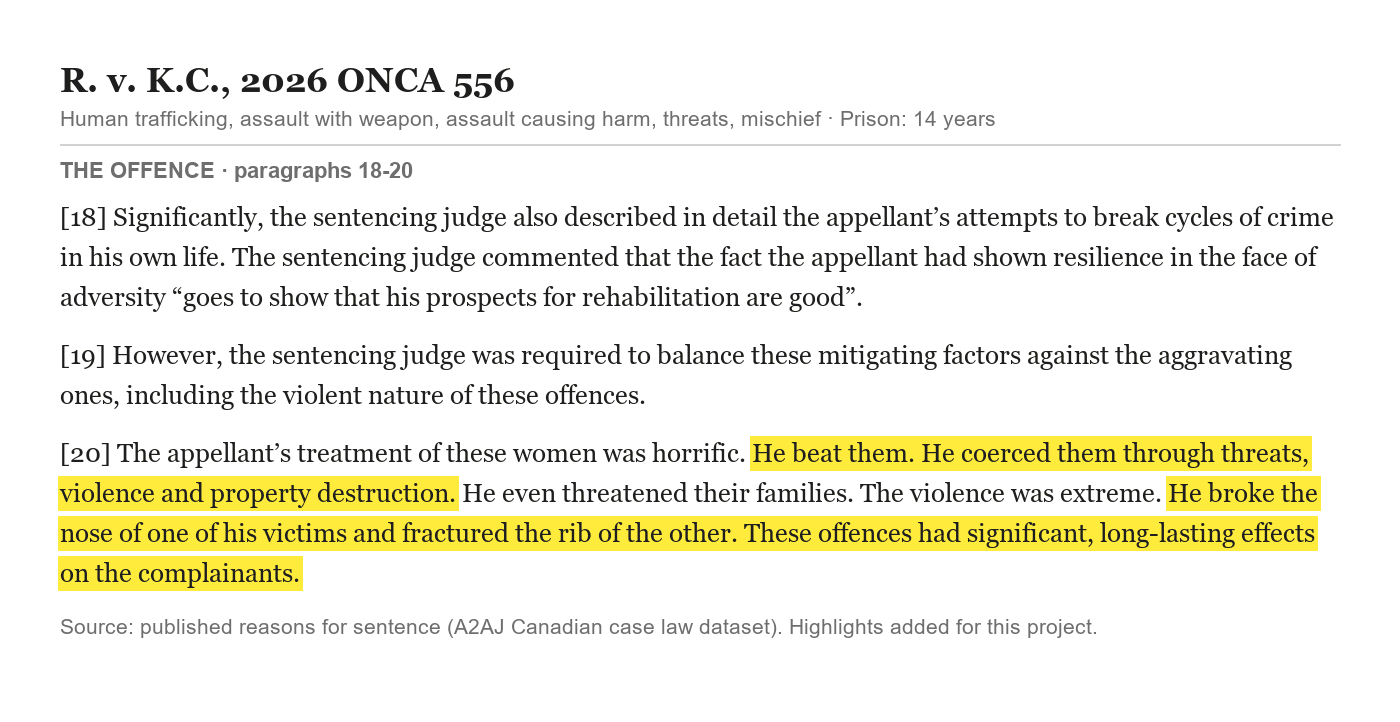 R. v. K.C., 2026 ONCA 556
Human trafficking, assault with weapon, assault causing harm, threats, mischief · Prison: 14 years
THE OFFENCE · paragraphs 18-20
[18] Significantly, the sentencing judge also described in detail the appellant’s attempts to break cycles of crime
in his own life. The sentencing judge commented that the fact the appellant had shown resilience in the face of
adversity “goes to show that his prospects for rehabilitation are good”.
[19] However, the sentencing judge was required to balance these mitigating factors against the aggravating
ones, including the violent nature of these offences.
[20] The appellant’s treatment of these women was horrific. He beat them. He coerced them through threats,
violence and property destruction. He even threatened their families. The violence was extreme. He broke the
nose of one of his victims and fractured the rib of the other. These offences had significant, long-lasting effects
on the complainants.
Source: published reasons for sentence (A2AJ Canadian case law dataset). Highlights added for this project.